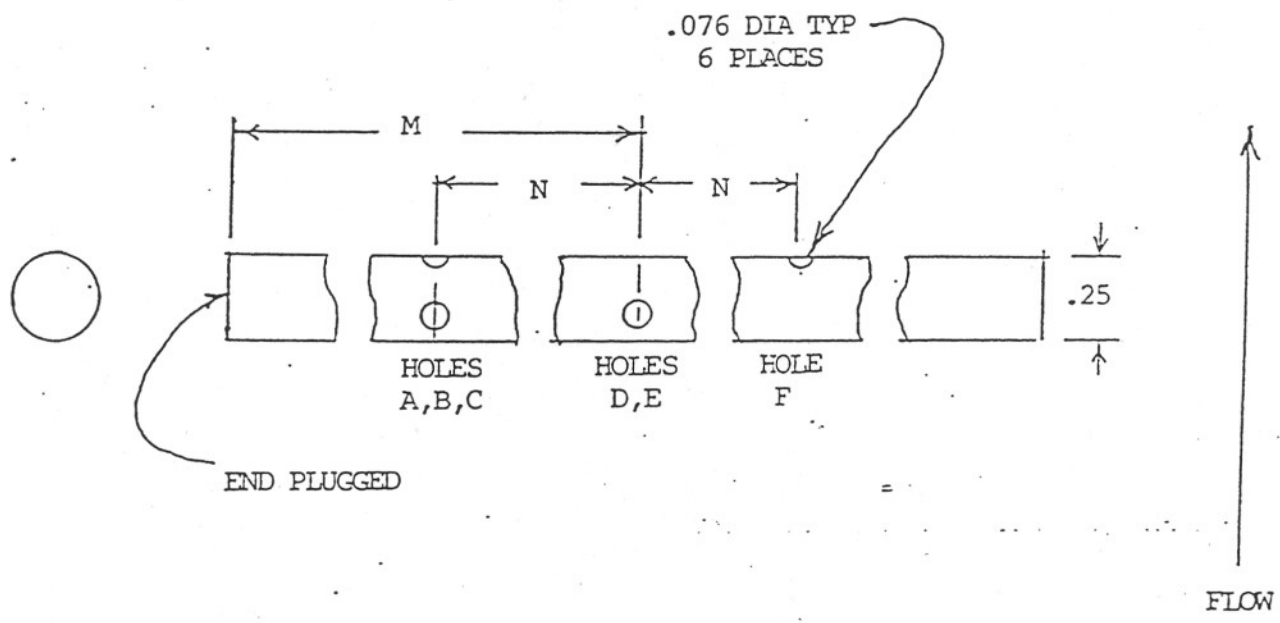 .076 DIA TYP
6 PLACES
M
N
N
.25
HOLES
A,B,C
HOLES
D,E
HOLE
F
END PLUGGED
FLOW